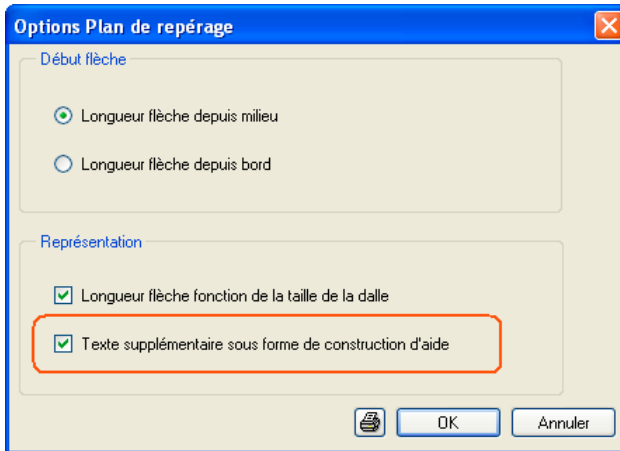 Options Plan de repérage
Début flèche
Longueur flèche depuis milieu
Longueur flèche depuis bord
Représentation
Longueur flèche fonction de la taille de la dalle
Texte supplémentaire sous forme de construction d'aide
OK Annuler